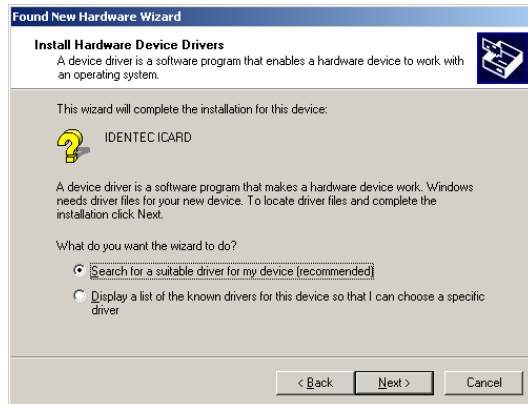 Found New Hardware Wizard
Install Hardware Device Drivers
A device driver is a software program that enables a hardware device to work with
an operating system.
This wizard will complete the installation for this device:
IDENTEC ICARD
A device driver is a software program that makes a hardware device work. Windows
needs driver files for your new device. To locate driver files and complete the
installation click Next.
What do you want the wizard to do?
Search for a suitable driver for my device (recommended)
Display a list of the known drivers for this device so that I can choose a specific
driver
< Back
Next >
Cancel